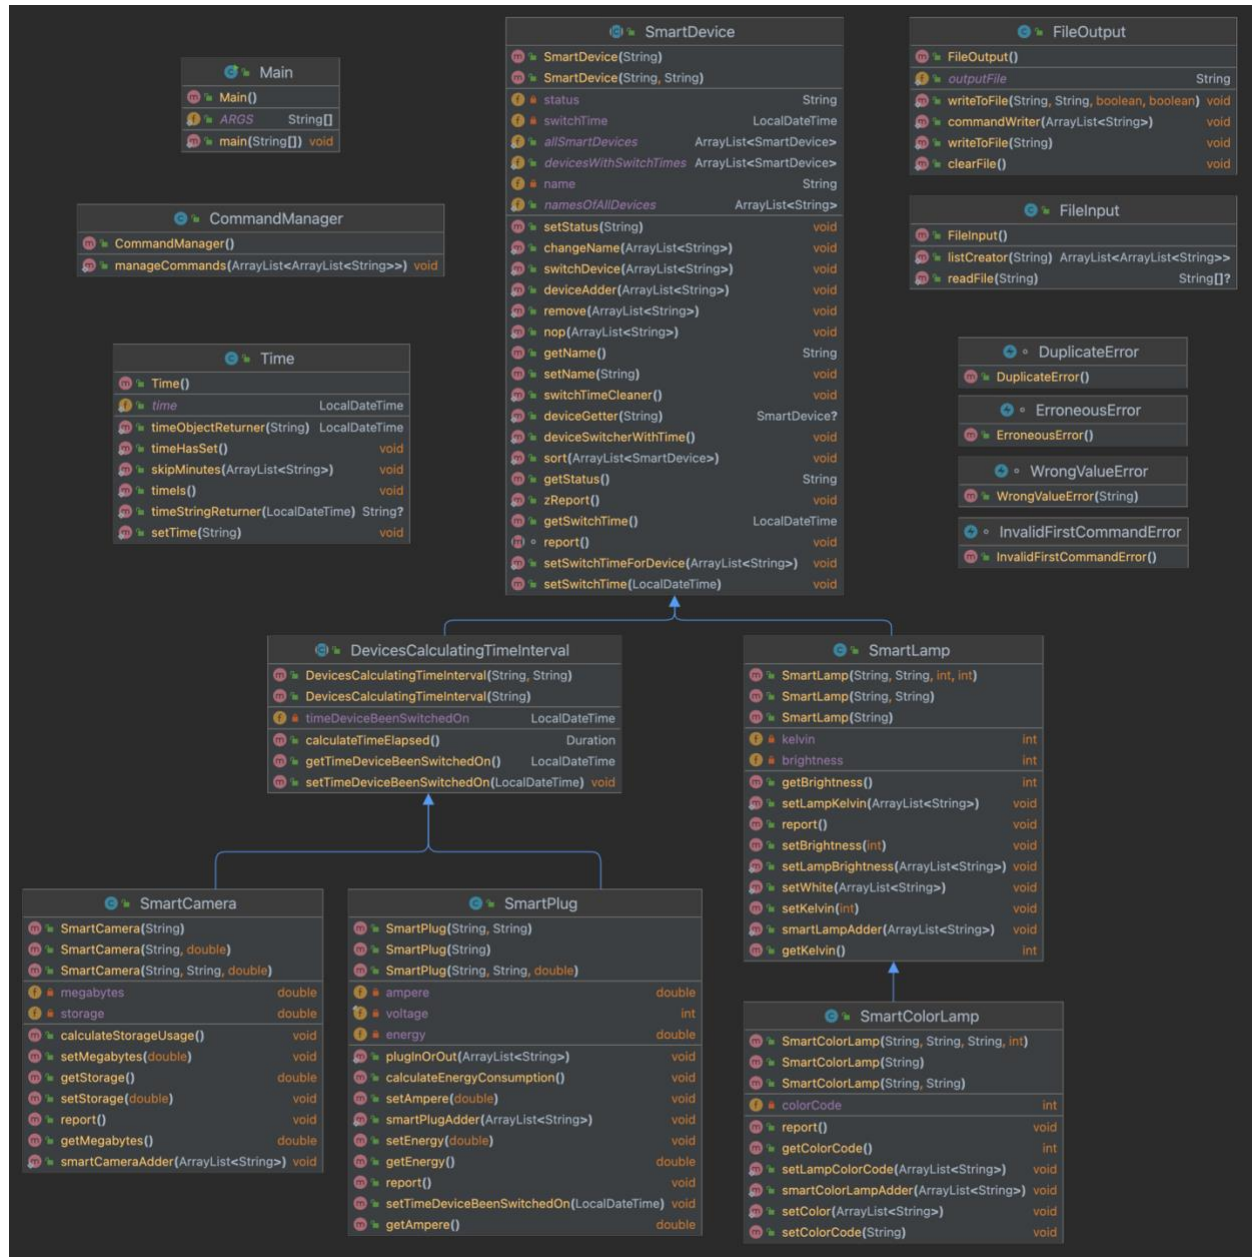 Main
Main()
ARGS String[]
main(String[]) void
CommandManager
CommandManager()
manageCommands(ArrayList<ArrayList<String>>) void
Time
Time()
time LocalDateTime
timeObjectReturner(String) LocalDateTime
timeHasSet() void
skipMinutes(ArrayList<String>) void
timeIs() void
timeStringReturner(LocalDateTime) String?
setTime(String) void
SmartDevice
SmartDevice(String)
SmartDevice(String, String)
status String
switchTime LocalDateTime
allSmartDevices ArrayList<SmartDevice>
devicesWithSwitchTimes ArrayList<SmartDevice>
name String
namesOfAllDevices ArrayList<String>
setStatus(String) void
changeName(ArrayList<String>) void
switchDevice(ArrayList<String>) void
deviceAdder(ArrayList<String>) void
remove(ArrayList<String>) void
nop(ArrayList<String>) void
getName() String
setName(String) void
switchTimeCleaner() void
deviceGetter(String) SmartDevice?
deviceSwitcherWithTime() void
sort(ArrayList<SmartDevice>) void
getStatus() String
zReport() void
getSwitchTime() LocalDateTime
report() void
setSwitchTimeForDevice(ArrayList<String>) void
setSwitchTime(LocalDateTime) void
FileOutput
FileOutput()
outputFile String
writeToFile(String, String, boolean, boolean) void
commandWriter(ArrayList<String>) void
writeToFile(String) void
clearFile() void
FileInput
FileInput()
listCreator(String) ArrayList<ArrayList<String>>
readFile(String) String[]?
DuplicateError
DuplicateError()
ErroneousError
ErroneousError()
WrongValueError
WrongValueError(String)
InvalidFirstCommandError
InvalidFirstCommandError()
DevicesCalculatingTimeInterval
DevicesCalculatingTimeInterval(String, String)
DevicesCalculatingTimeInterval(String)
timeDeviceBeenSwitchedOn LocalDateTime
calculateTimeElapsed() Duration
getTimeDeviceBeenSwitchedOn() LocalDateTime
setTimeDeviceBeenSwitchedOn(LocalDateTime) void
SmartLamp
SmartLamp(String, String, int, int)
SmartLamp(String, String)
SmartLamp(String)
kelvin int
brightness int
getBrightness() int
setLampKelvin(ArrayList<String>) void
report() void
setBrightness(int) void
setLampBrightness(ArrayList<String>) void
setWhite(ArrayList<String>) void
setKelvin(int) void
smartLampAdder(ArrayList<String>) void
getKelvin() int
SmartCamera
SmartCamera(String)
SmartCamera(String, double)
SmartCamera(String, String, double)
megabytes double
storage double
calculateStorageUsage() void
setMegabytes(double) void
getStorage() double
setStorage(double) void
report() void
getMegabytes() double
smartCameraAdder(ArrayList<String>) void
SmartPlug
SmartPlug(String, String)
SmartPlug(String)
SmartPlug(String, String, double)
ampere double
voltage int
energy double
plugInOrOut(ArrayList<String>) void
calculateEnergyConsumption() void
setAmpere(double) void
smartPlugAdder(ArrayList<String>) void
setEnergy(double) void
getEnergy() double
report() void
setTimeDeviceBeenSwitchedOn(LocalDateTime) void
getAmpere() double
SmartColorLamp
SmartColorLamp(String, String, String, int)
SmartColorLamp(String)
SmartColorLamp(String, String)
colorCode int
report() void
getColorCode() int
setLampColorCode(ArrayList<String>) void
smartColorLampAdder(ArrayList<String>) void
setColor(ArrayList<String>) void
setColorCode(String) void